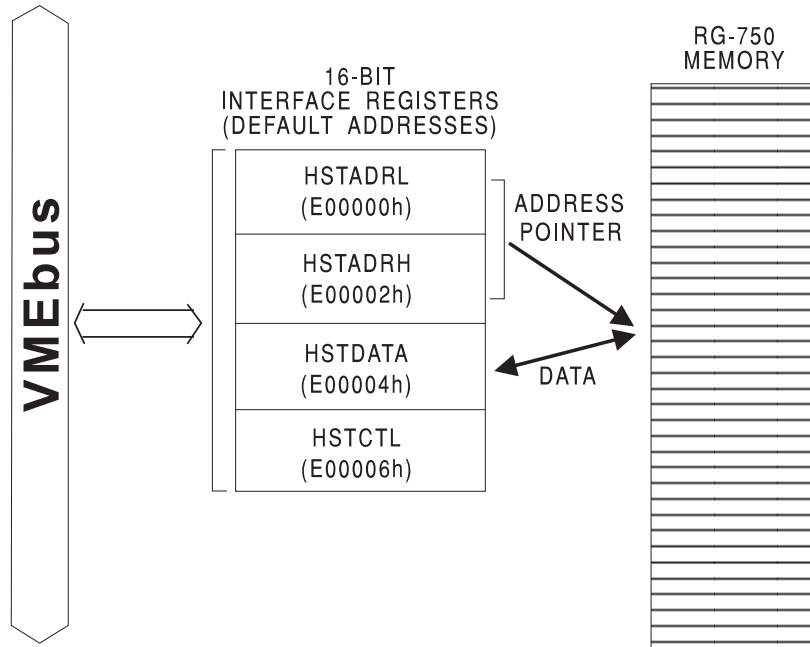 VMEbus
16-BIT
INTERFACE REGISTERS
(DEFAULT ADDRESSES)
HSTADRL
(E00000h)
HSTADRH
(E00002h)
HSTDATA
(E00004h)
HSTCTL
(E00006h)
ADDRESS
POINTER
DATA
RG-750
MEMORY